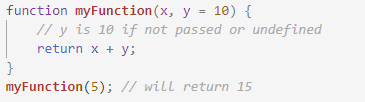 function myFunction(x, y = 10) {
    // y is 10 if not passed or undefined
    return x + y;
}
myFunction(5); // will return 15